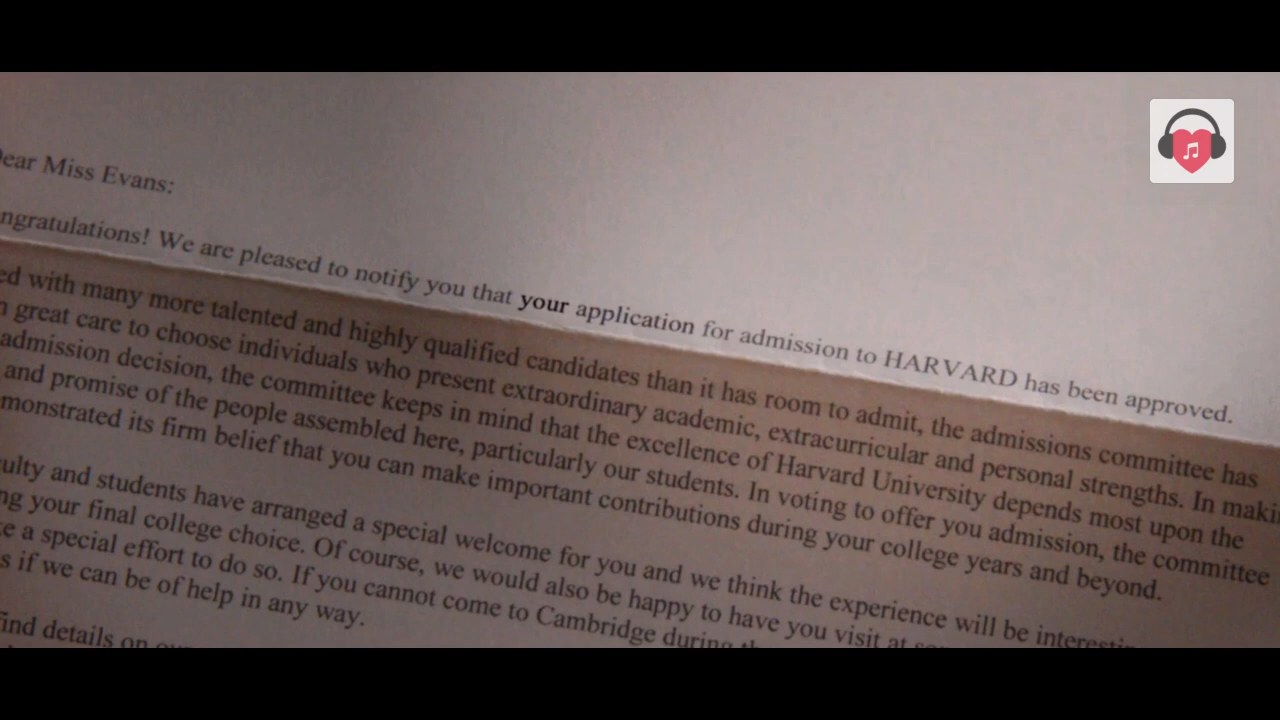 ear Miss Evans:
ngratulations! We are pleased to notify you that your application for admission to HARVARD has been approved.
ed with many more talented and highly qualified candidates than it has room to admit, the admissions committee has
n great care to choose individuals who present extraordinary academic, extracurricular and personal strengths. In makin
admission decision, the committee keeps in mind that the excellence of Harvard University depends most upon the
and promise of the people assembled here, particularly our students. In voting to offer you admission, the committee
monstrated its firm belief that you can make important contributions during your college years and beyond.
ulty and students have arranged a special welcome for you and we think the experience will be interesti
ng your final college choice. Of course, we would also be happy to have you visit at
ke a special effort to do so. If you cannot come to Cambridge during
s if we can be of help in any way.
find details on